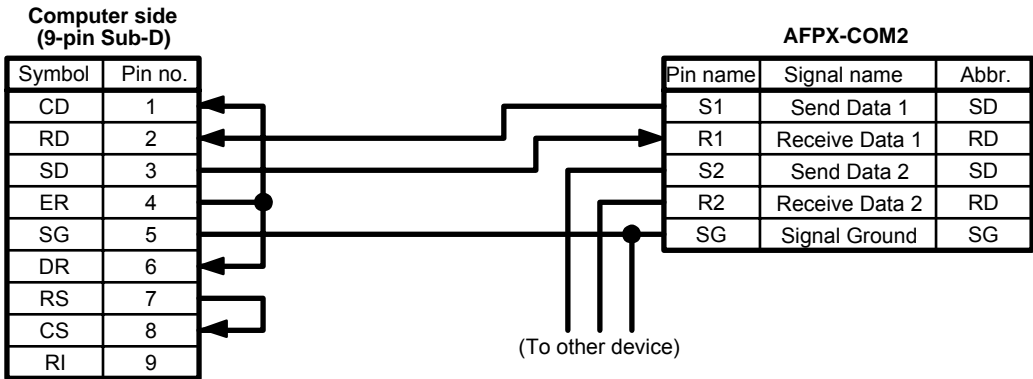 Computer side
(9-pin Sub-D)
Symbol Pin no.
CD 1
RD 2
SD 3
ER 4
SG 5
DR 6
RS 7
CS 8
RI 9
AFPX-COM2
Pin name Signal name Abbr.
S1 Send Data 1 SD
R1 Receive Data 1 RD
S2 Send Data 2 SD
R2 Receive Data 2 RD
SG Signal Ground SG
(To other device)